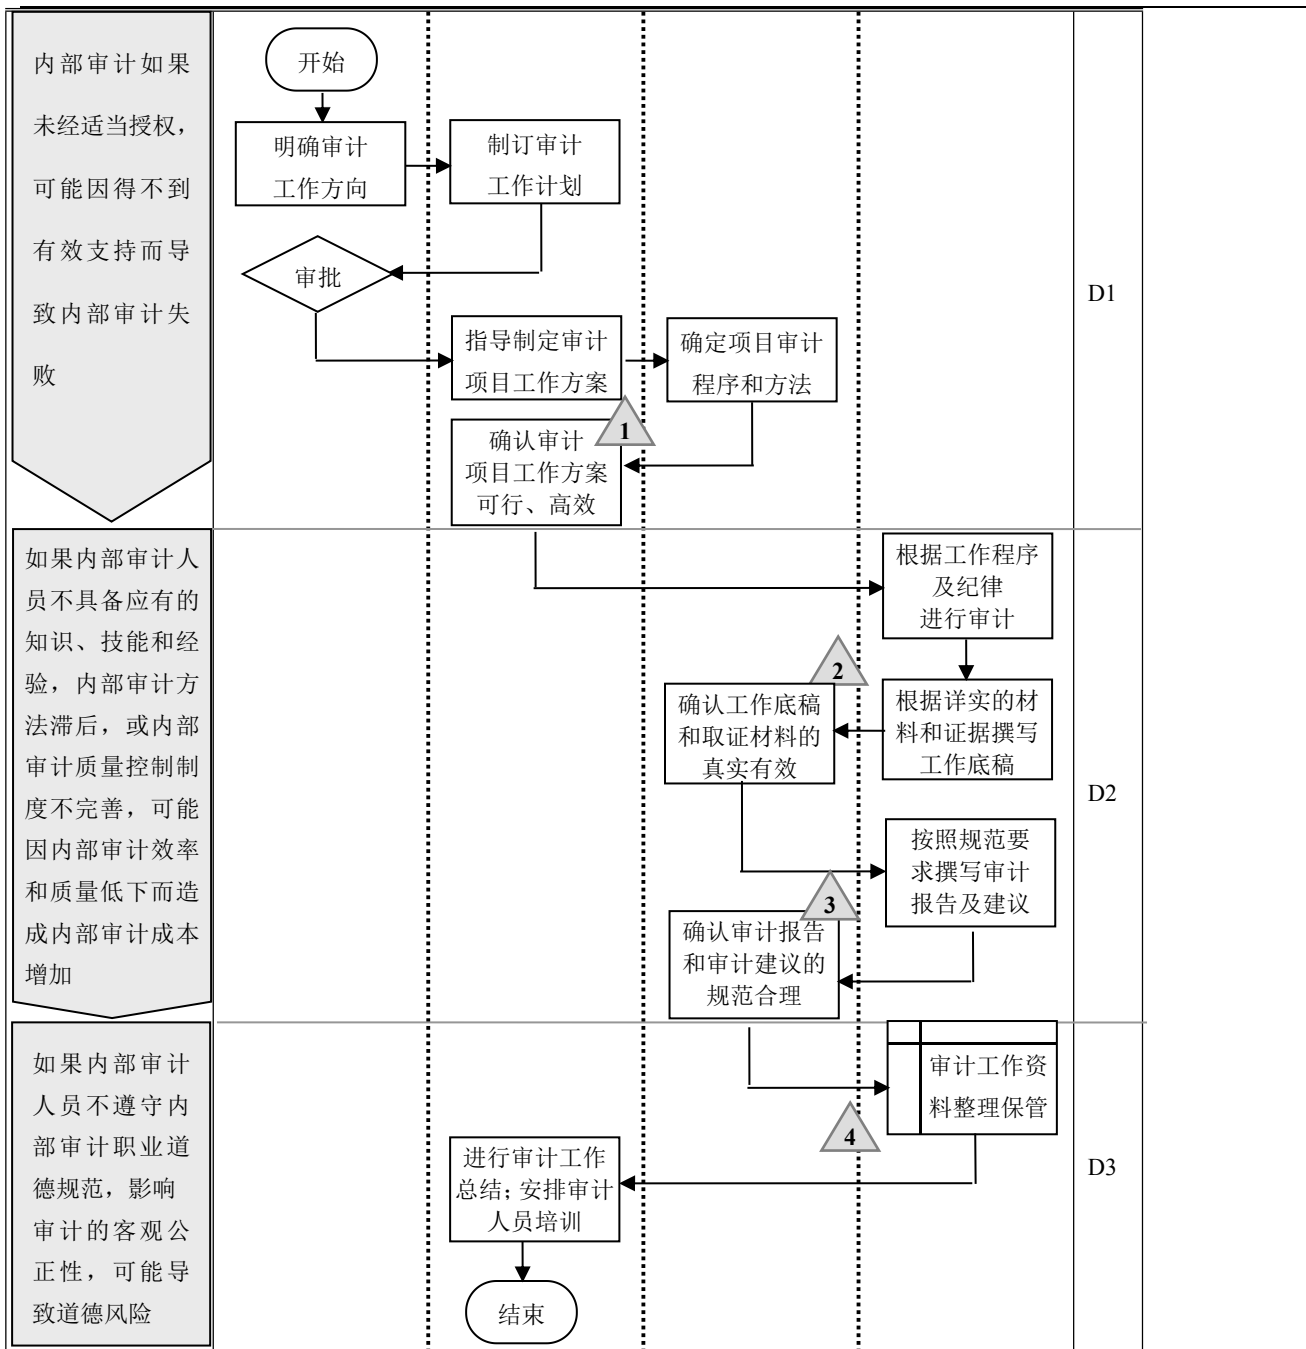 内部审计如果
未经适当授权，
可能因得不到
有效支持而导
致内部审计失
败
开始
明确审计
工作方向
制订审计
工作计划
审批
指导制定审计
项目工作方案
确定项目审计
程序和方法
1
确认审计
项目工作方案
可行、高效
D1
如果内部审计人
员不具备应有的
知识、技能和经
验，内部审计方
法滞后，或内部
审计质量控制制
度不完善，可能
因内部审计效率
和质量低下而造
成内部审计成本
增加
根据工作程序
及纪律
进行审计
2
确认工作底稿
和取证材料的
真实有效
根据详实的材
料和证据撰写
工作底稿
按照规范要
求撰写审计
报告及建议
3
确认审计报告
和审计建议的
规范合理
D2
如果内部审计
人员不遵守内
部审计职业道
德规范，影响
审计的客观公
正性，可能导
致道德风险
审计工作资
料整理保管
4
进行审计工作
总结；安排审计
人员培训
结束
D3